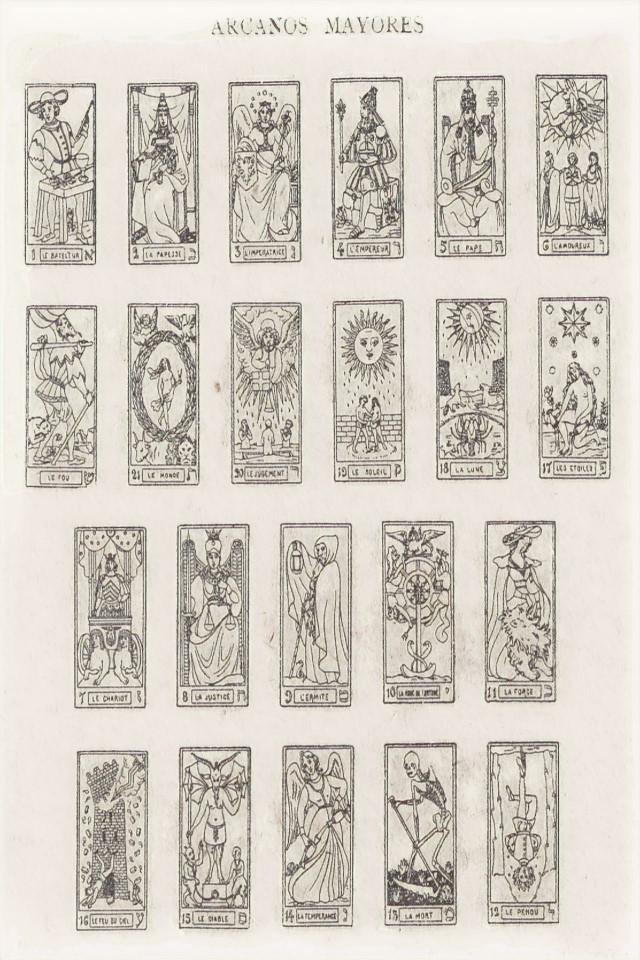 ARCANOS MAYORES
1 LE BATELEUR א
2 LA PAPESSE ב
3 L'IMPERATRICE ג
4 L'EMPEREUR ד
5 LE PAPE ה
6 L'AMOUREUX ו
LE FOU ש
21 LE MONDE ת
20 LE JUGEMENT ר
19 LE SOLEIL ק
18 LA LUNE צ
17 LES ETOILES פ
7 LE CHARIOT ז
8 LA JUSTICE ח
9 L'ERMITE ט
10 LA ROUE DE FORTUNE י
11 LA FORCE כ
16 LE FEU DU CIEL ע
15 LE DIABLE ס
14 LA TEMPERANCE נ
13 LA MORT מ
12 LE PENDU ל